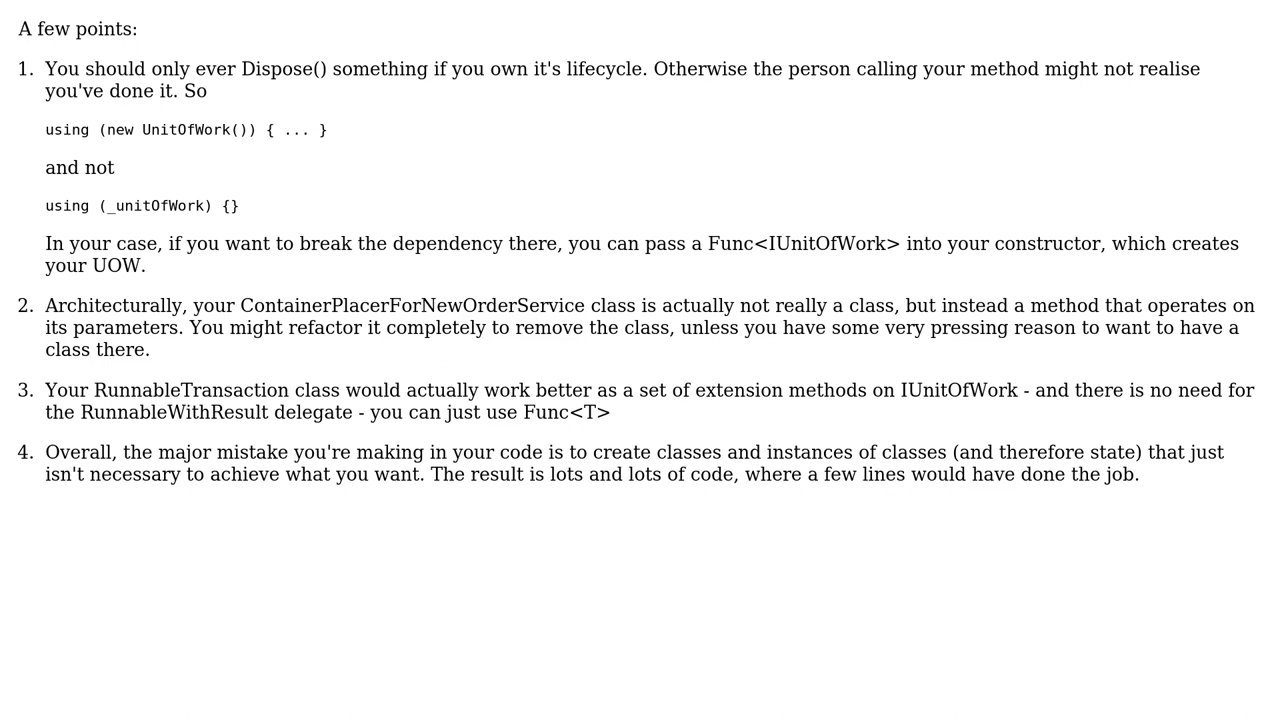 A few points:
1. You should only ever Dispose() something if you own it's lifecycle. Otherwise the person calling your method might not realise
you've done it. So
using (new UnitOfWork()) { ... }
and not
using (_unitOfWork) {}
In your case, if you want to break the dependency there, you can pass a Func<IUnitOfWork> into your constructor, which creates
your UOW.
2. Architecturally, your ContainerPlacerForNewOrderService class is actually not really a class, but instead a method that operates on
its parameters. You might refactor it completely to remove the class, unless you have some very pressing reason to want to have a
class there.
3. Your RunnableTransaction class would actually work better as a set of extension methods on IUnitOfWork - and there is no need for
the RunnableWithResult delegate - you can just use Func<T>
4. Overall, the major mistake you're making in your code is to create classes and instances of classes (and therefore state) that just
isn't necessary to achieve what you want. The result is lots and lots of code, where a few lines would have done the job.